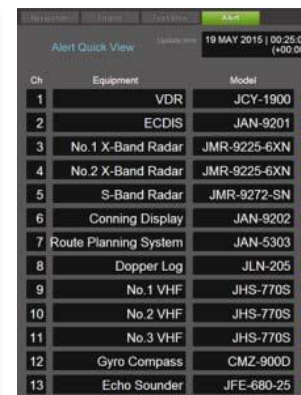 Alert
Alert Quick View
Update time
19 MAY 2015 | 00:25:0
(+00:00
Ch Equipment Model
1 VDR JCY-1900
2 ECDIS JAN-9201
3 No.1 X-Band Radar JMR-9225-6XN
4 No.2 X-Band Radar JMR-9225-6XN
5 S-Band Radar JMR-9272-SN
6 Conning Display JAN-9202
7 Route Planning System JAN-5303
8 Dopper Log JLN-205
9 No.1 VHF JHS-770S
10 No.2 VHF JHS-770S
11 No.3 VHF JHS-770S
12 Gyro Compass CMZ-900D
13 Echo Sounder JFE-680-25